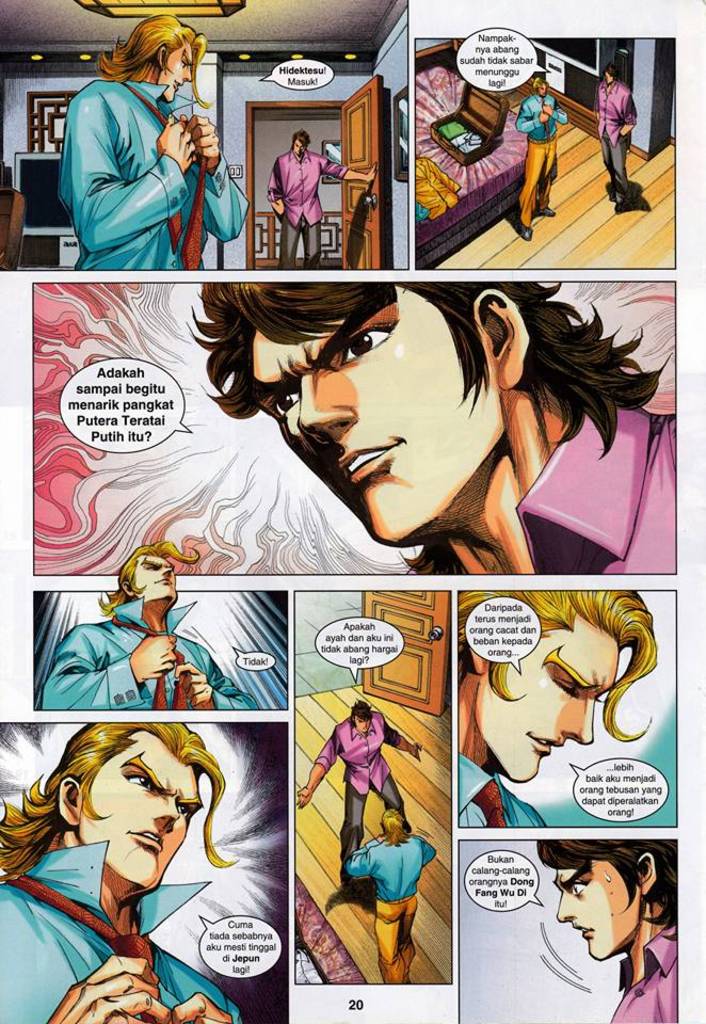 Hidektesu!
Masuk!
Nampak-
nya abang
sudah tidak sabar
menunggu
lagi!
Adakah
sampai begitu
menarik pangkat
Putera Teratai
Putih itu?
Tidak!
Cuma
tiada sebabnya
aku mesti tinggal
di Jepun
lagi!
Apakah
ayah dan aku ini
tidak abang hargai
lagi?
Daripada
terus menjadi
orang cacat dan
beban kepada
orang...
...lebih
baik aku menjadi
orang tebusan yang
dapat diperalatkan
orang!
Bukan
calang-calang
orangnya Dong
Fang Wu Di
itu!
20